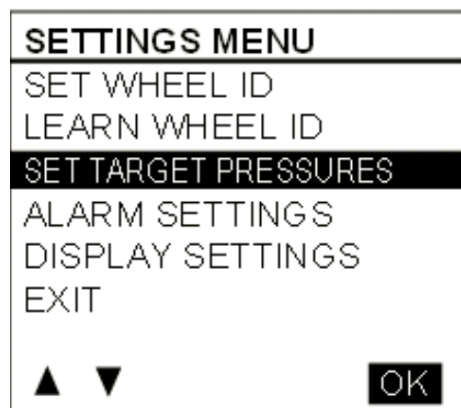 SETTINGS MENU
SET WHEEL ID
LEARN WHEEL ID
SET TARGET PRESSURES
ALARM SETTINGS
DISPLAY SETTINGS
EXIT
▲ ▼ OK